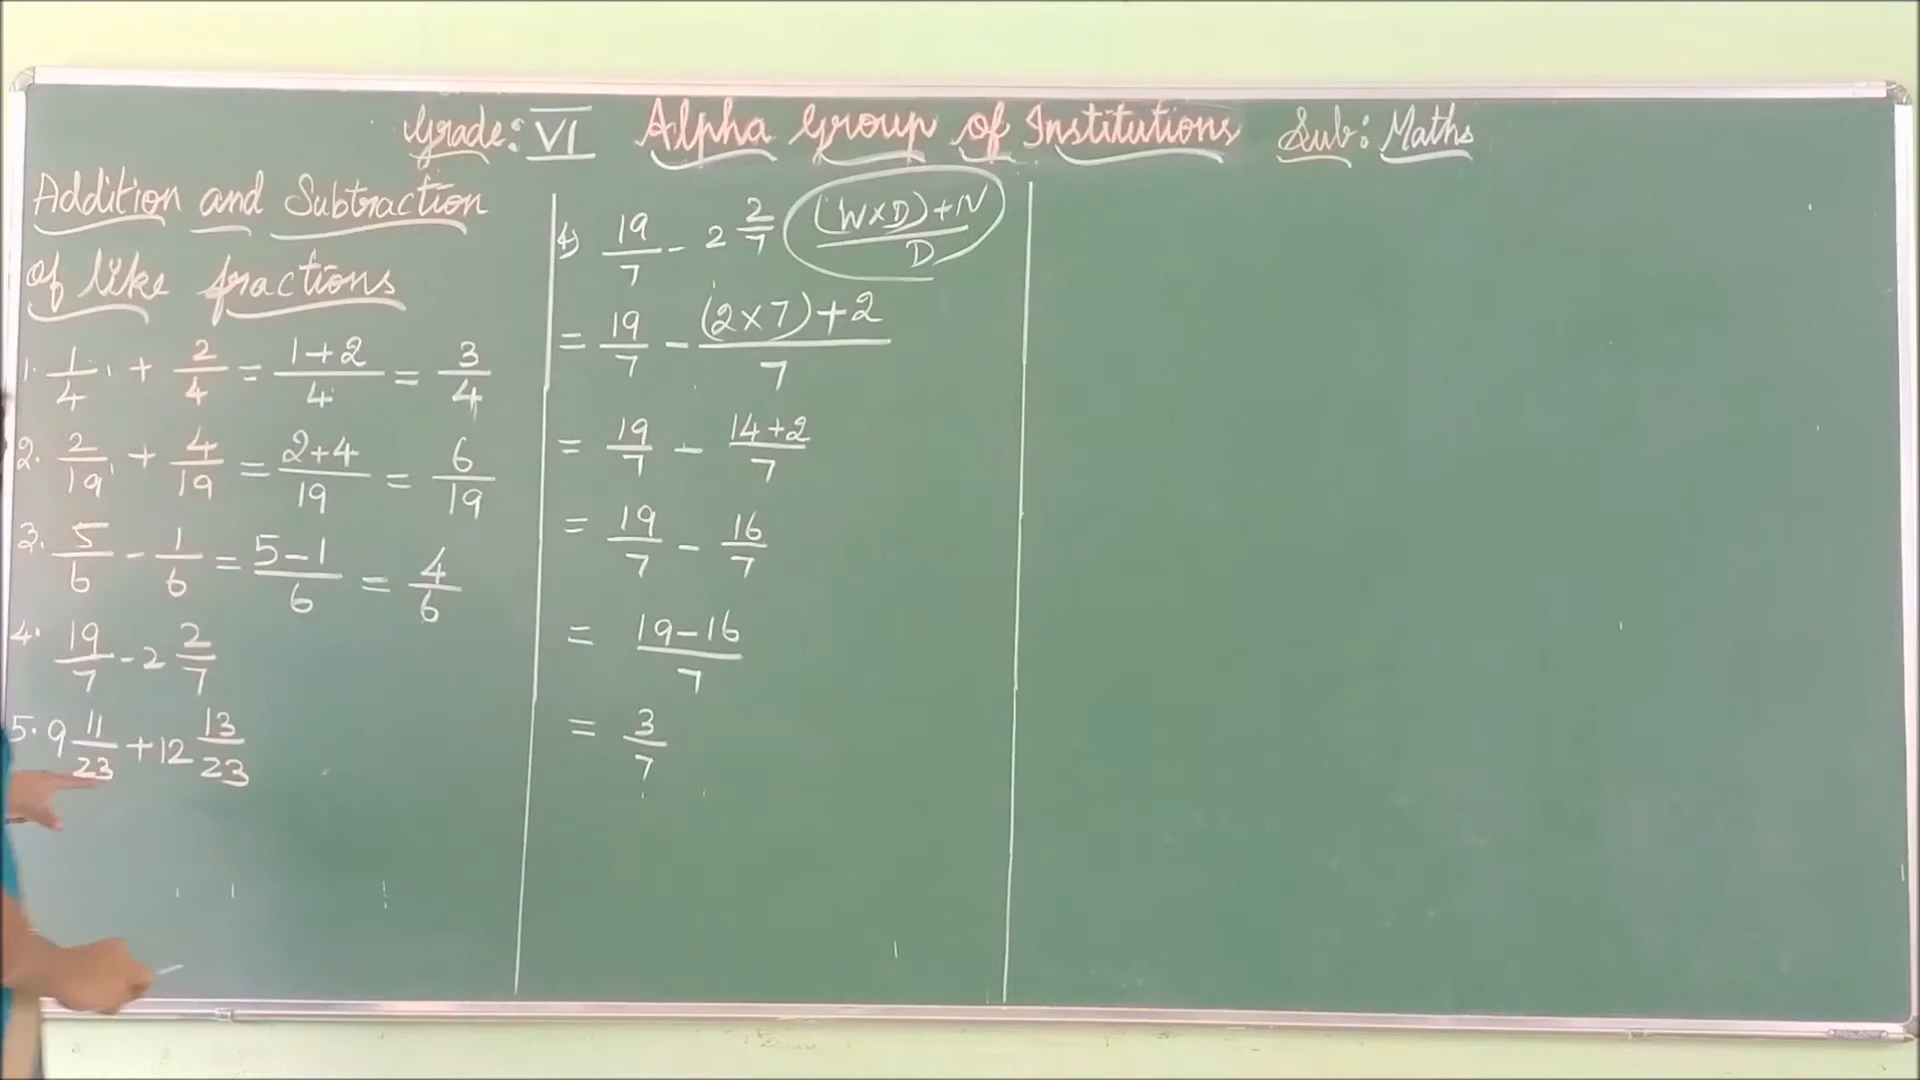 Grade: VI Alpha Group of Institutions Sub: Maths
Addition and Subtraction
of like fractions
1. 1/4 + 2/4 = (1+2)/4 = 3/4
2. 2/19 + 4/19 = (2+4)/19 = 6/19
3. 5/6 - 1/6 = (5-1)/6 = 4/6
4. 19/7 - 2 2/7
5. 9 11/23 + 12 13/23
4) 19/7 - 2 2/7 ((W×D)+N)/D
= 19/7 - ((2×7)+2)/7
= 19/7 - (14+2)/7
= 19/7 - 16/7
= (19-16)/7
= 3/7